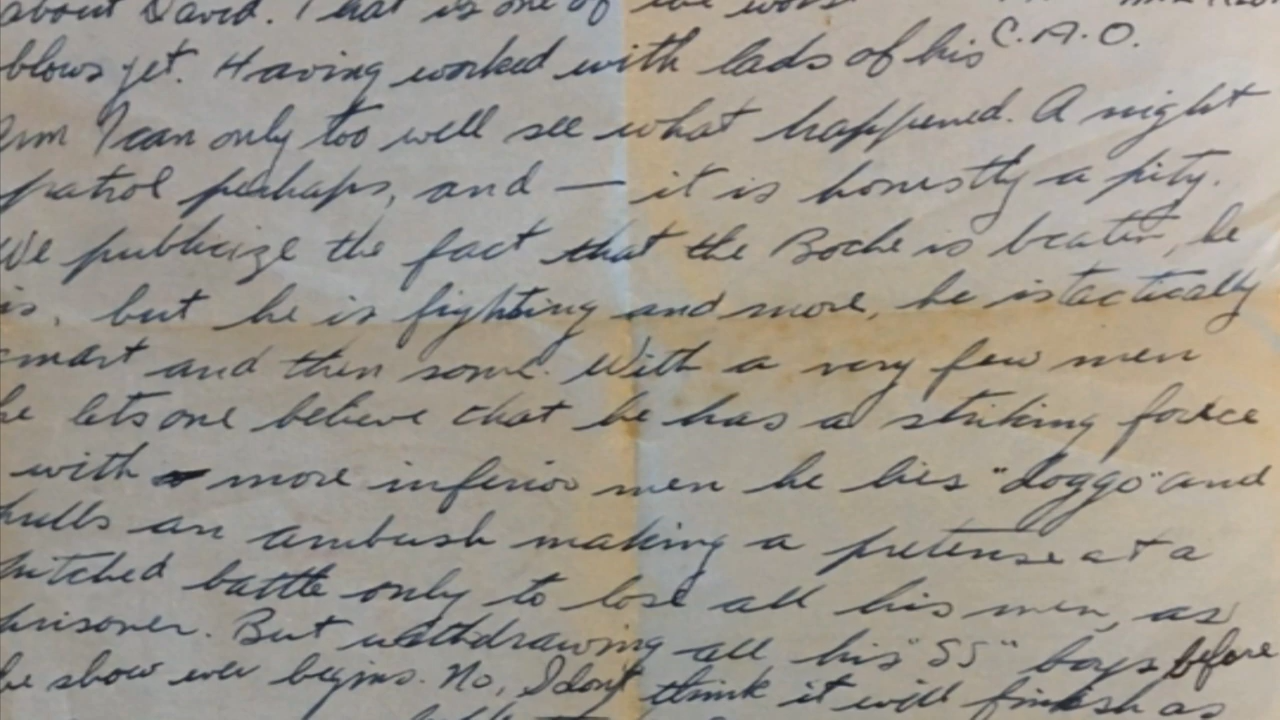 about David. That is one of the worst
C.A.O.
blows yet. Having worked with lads of his
I can only too well see what happened. A night
patrol perhaps, and — it is honestly a pity.
We publicize the fact that the Boche is beaten, he
is, but he is fighting and more, he is tactically
smart and then some. With a very few men
he lets one believe that he has a striking force
with more inferior men he lies "doggo" and
pulls an ambush making a pretense at a
pitched battle only to lose all his men, as
prisoner. But withdrawing all his "SS" boys before
he show ever begins. No, I don't think it will finish as